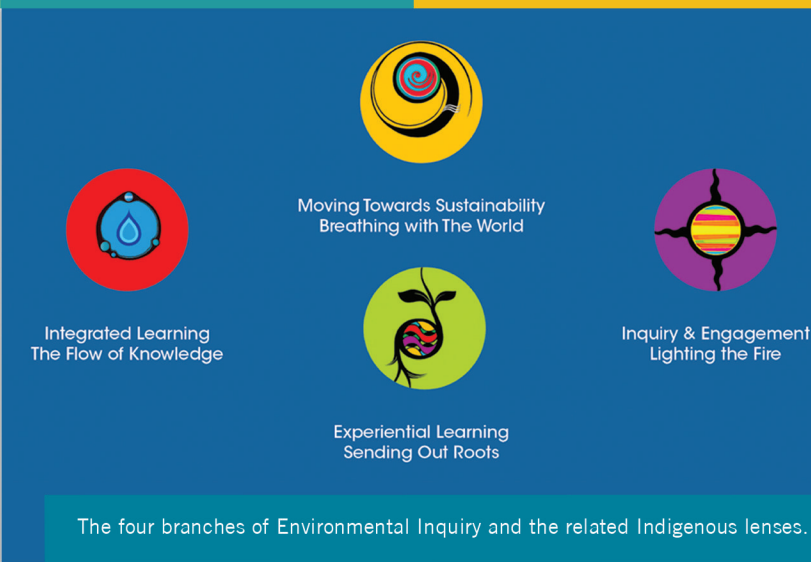 Moving Towards Sustainability
Breathing with The World
Integrated Learning
The Flow of Knowledge
Inquiry & Engagement
Lighting the Fire
Experiential Learning
Sending Out Roots
The four branches of Environmental Inquiry and the related Indigenous lenses.